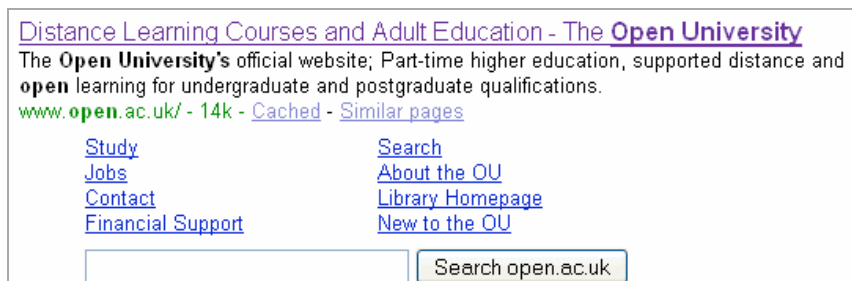 Distance Learning Courses and Adult Education - The Open University
The Open University's official website; Part-time higher education, supported distance and
open learning for undergraduate and postgraduate qualifications.
www.open.ac.uk/ - 14k - Cached - Similar pages
Study Search
Jobs About the OU
Contact Library Homepage
Financial Support New to the OU
Search open.ac.uk